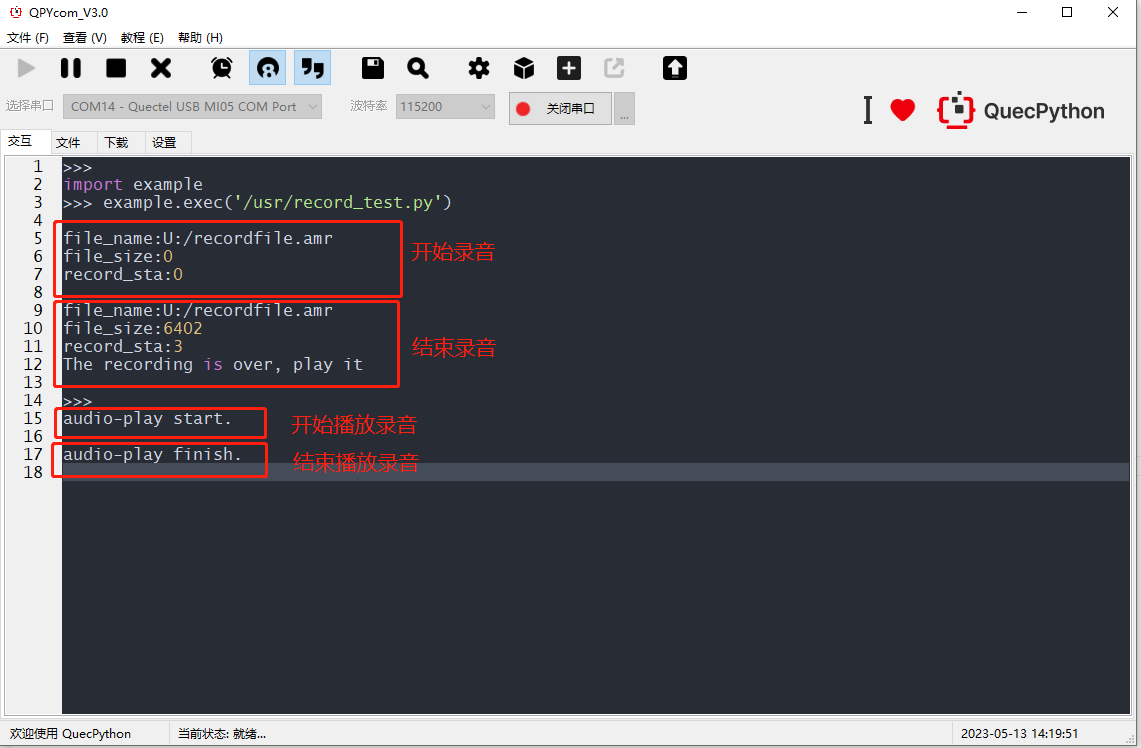 QPYcom_V3.0
文件 (F) 查看 (V) 教程 (E) 帮助 (H)
选择串口 COM14 - Quectel USB MI05 COM Port 波特率 115200 关闭串口 ... I QuecPython
交互 文件 下载 设置
1 >>>
2 import example
3 >>> example.exec('/usr/record_test.py')
4
5 file_name:U:/recordfile.amr 开始录音
6 file_size:0
7 record_sta:0
8
9 file_name:U:/recordfile.amr
10 file_size:6402
11 record_sta:3 结束录音
12 The recording is over, play it
13
14 >>>
15 audio-play start. 开始播放录音
16
17 audio-play finish. 结束播放录音
18
欢迎使用 QuecPython 当前状态: 就绪... 2023-05-13 14:19:51